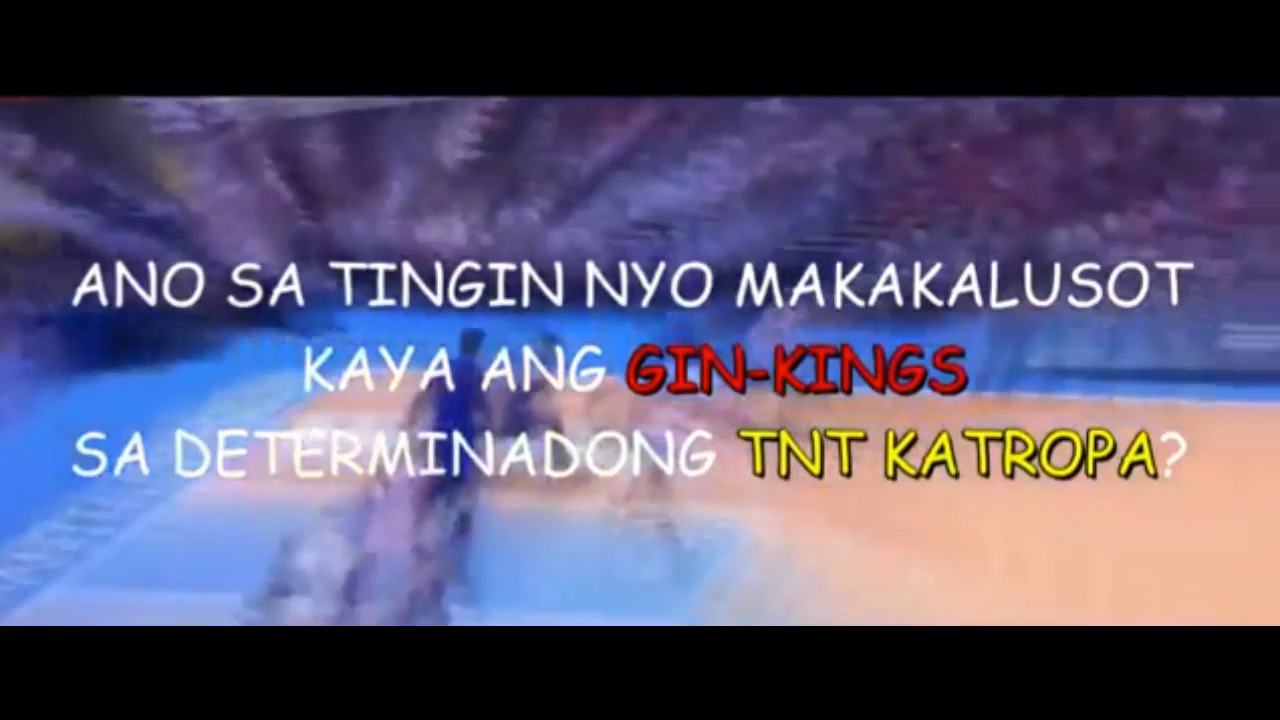 ANO SA TINGIN NYO MAKAKALUSOT
KAYA ANG GIN-KINGS
SA DETERMINADONG TNT KATROPA?